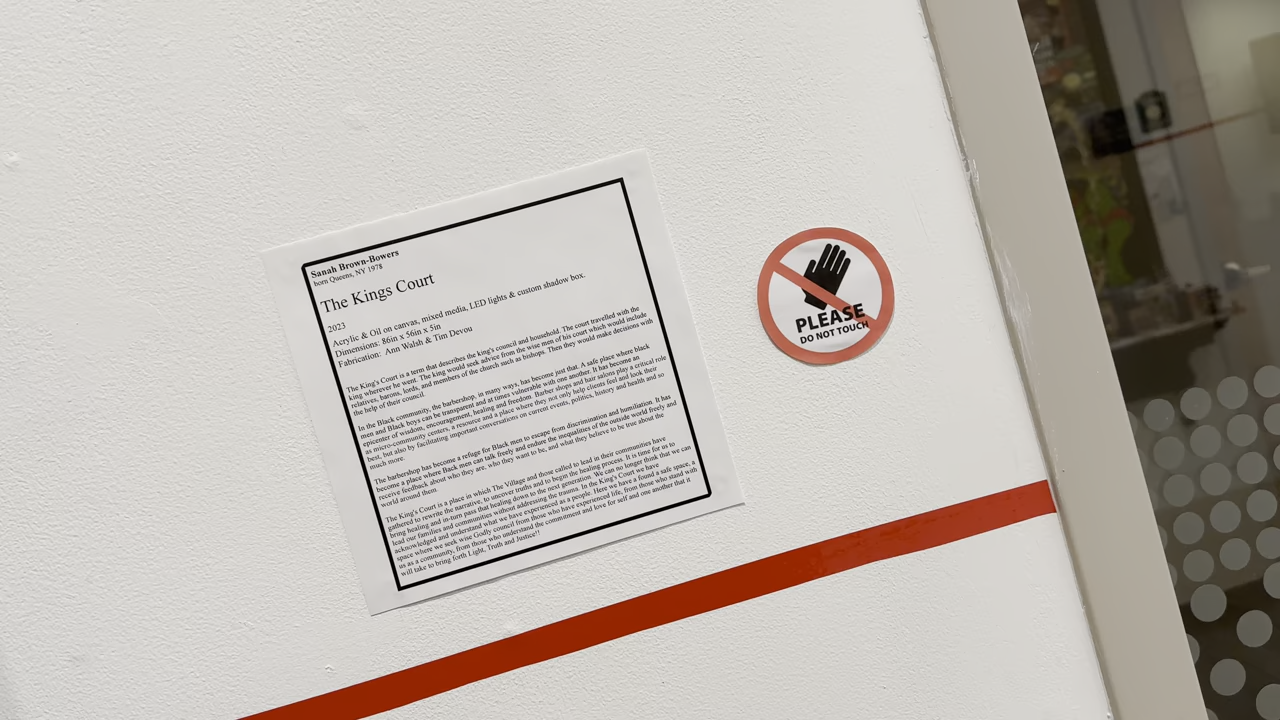 Sanah Brown-Bowers
born Queens, NY 1978
The Kings Court
2023
Acrylic & Oil on canvas, mixed media, LED lights & custom shadow box.
Dimensions: 86in x 56in x 5in
Fabrication: Ann Walsh & Tim Devou
The King's Court is a term that describes the king's council and household. The court travelled with the
king wherever he went. The king would seek advice from the wise men of his court which would include
relatives, barons, lords, and members of the church such as bishops. Then they would make decisions with
the help of their council.
In the Black community, the barbershop, in many ways, has become just that. A safe place where black
men and Black boys can be transparent and at times vulnerable with one another. It has become an
epicenter of wisdom, encouragement, healing and freedom. Barber shops and hair salons play a critical role
as micro-community centers, a resource and a place where they not only help clients feel and look their
best, but also by facilitating important conversations on current events, politics, history and health and so
much more.
The barbershop has become a refuge for Black men to escape from discrimination and humiliation. It has
become a place where Back men can talk freely and endure the inequalities of the outside world freely and
receive feedback about who they are, who they want to be, and what they believe to be true about the
world around them.
The King's Court is a place in which The Village and those called to lead in their communities have
gathered to rewrite the narrative, to uncover truths and to begin the healing process. It is time for us to
bring healing and in-turn pass that healing down to the next generation. We can no longer think that we can
lead our families and communities without addressing the trauma. In the King's Court we have
acknowledged and understand what we have experienced as a people. Here we have a found a safe space, a
space where we seek wise Godly council from those who have experienced life, from those who stand with
us as a community, from those who understand the commitment and love for self and one another that it
will take to bring forth Light, Truth and Justice!!
PLEASE
DO NOT TOUCH